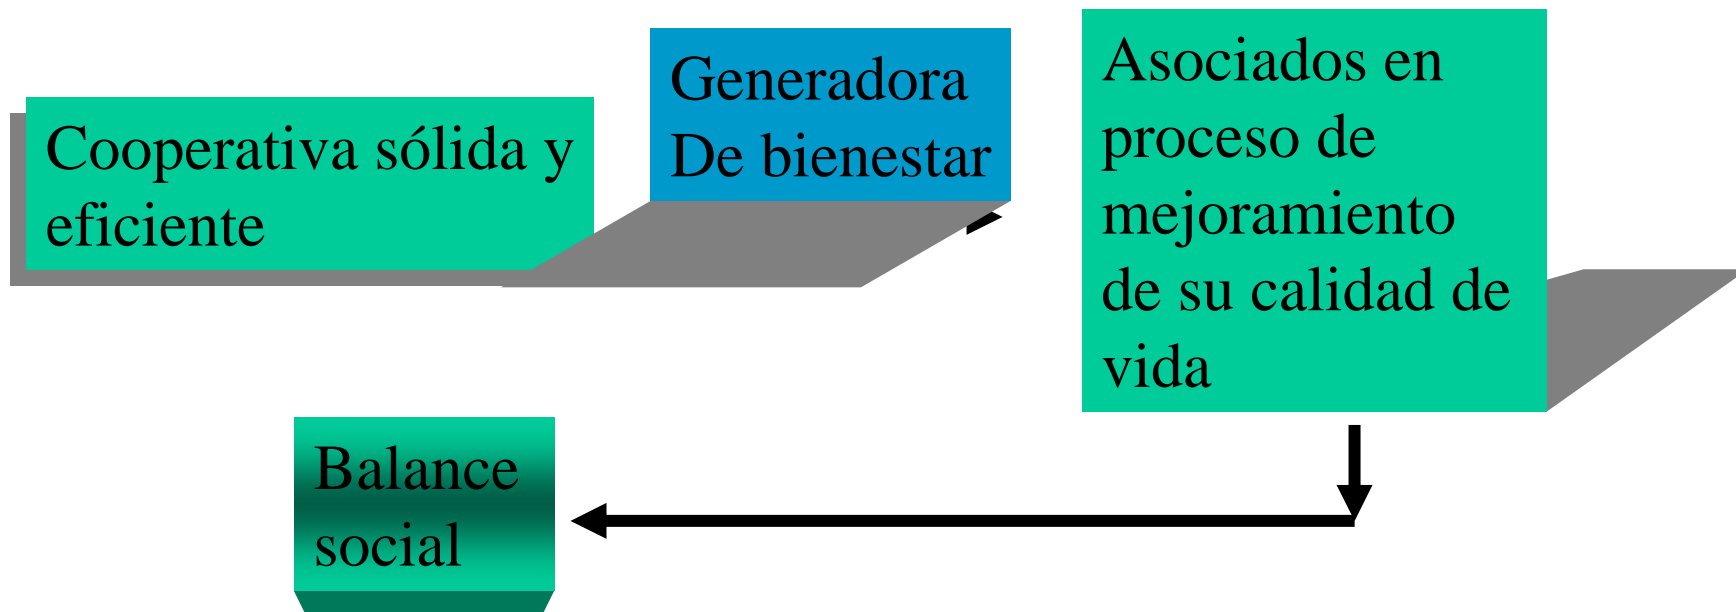 Cooperativa sólida y
eficiente
Generadora
De bienestar
Asociados en
proceso de
mejoramiento
de su calidad de
vida
Balance
social